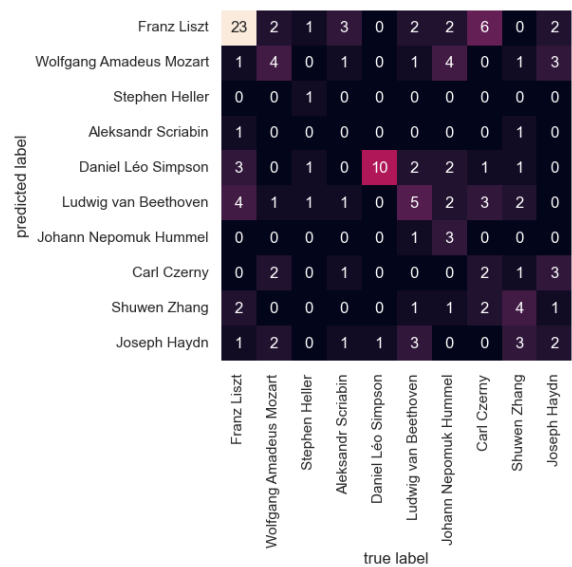 Franz Liszt 23 2 1 3 0 2 2 6 0 2
Wolfgang Amadeus Mozart 1 4 0 1 0 1 4 0 1 3
Stephen Heller 0 0 1 0 0 0 0 0 0 0
Aleksandr Scriabin 1 0 0 0 0 0 0 0 1 0
Daniel Léo Simpson 3 0 1 0 10 2 2 1 1 0
Ludwig van Beethoven 4 1 1 1 0 5 2 3 2 0
Johann Nepomuk Hummel 0 0 0 0 0 1 3 0 0 0
Carl Czerny 0 2 0 1 0 0 0 2 1 3
Shuwen Zhang 2 0 0 0 0 1 1 2 4 1
Joseph Haydn 1 2 0 1 1 3 0 0 3 2
predicted label
Franz Liszt
Wolfgang Amadeus Mozart
Stephen Heller
Aleksandr Scriabin
Daniel Léo Simpson
Ludwig van Beethoven
Johann Nepomuk Hummel
Carl Czerny
Shuwen Zhang
Joseph Haydn
true label